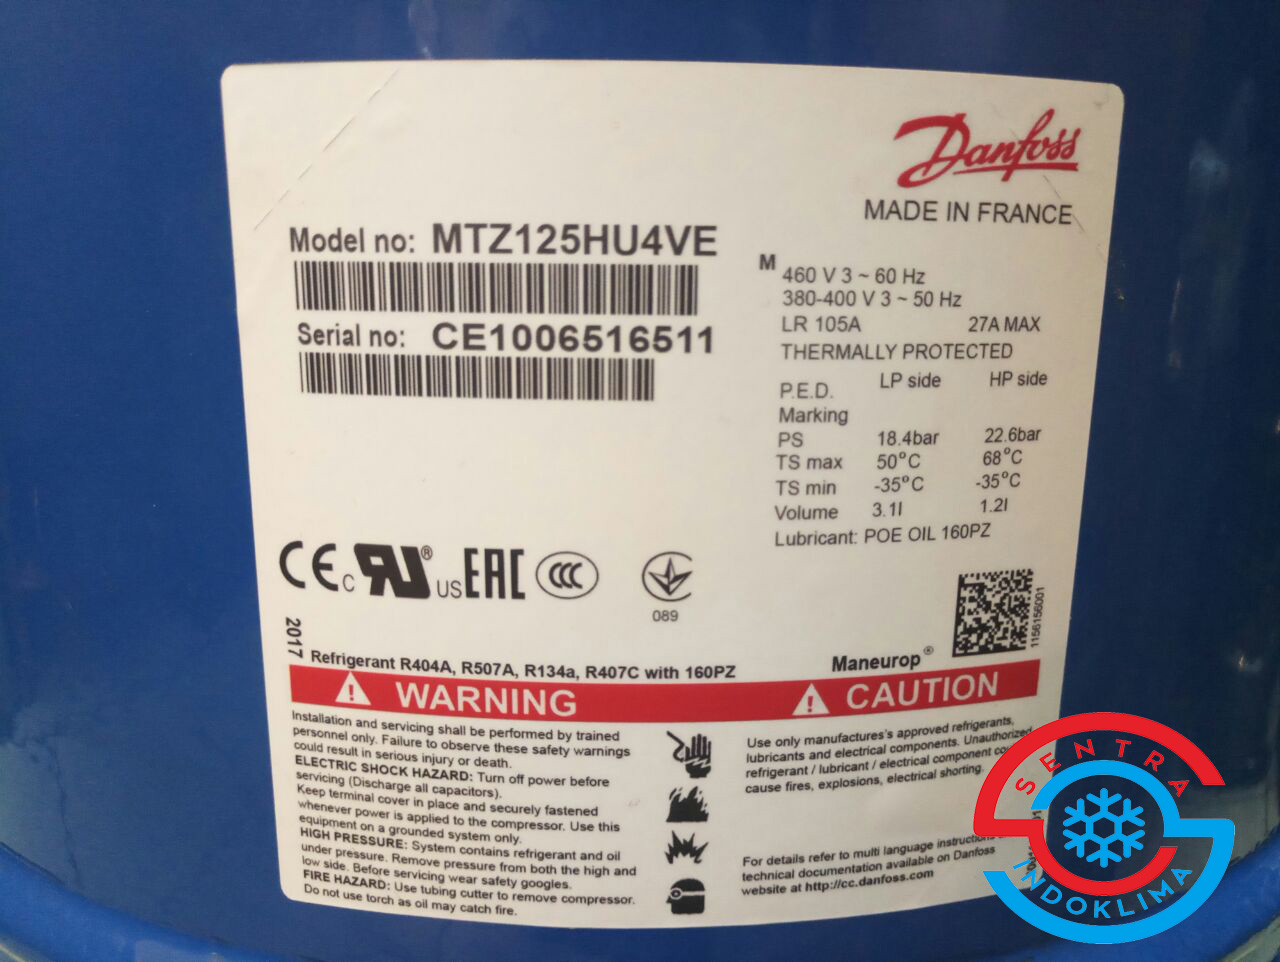 Danfoss
MADE IN FRANCE
Model no: MTZ125HU4VE
Serial no: CE1006516511
M
460 V 3 ~ 60 Hz
380-400 V 3 ~ 50 Hz
LR 105A 27A MAX
THERMALLY PROTECTED
P.E.D. LP side HP side
Marking
PS 18.4bar 22.6bar
TS max 50°C 68°C
TS min -35°C -35°C
Volume 3.1l 1.2l
Lubricant: POE OIL 160PZ
CE c RU ® US EAC CCC
089
2017
1156156001
Refrigerant R404A, R507A, R134a, R407C with 160PZ
Maneurop ®
WARNING
Installation and servicing shall be performed by trained
personnel only. Failure to observe these safety warnings
could result in serious injury or death.
ELECTRIC SHOCK HAZARD: Turn off power before
servicing (Discharge all capacitors).
Keep terminal cover in place and securely fastened
whenever power is applied to the compressor. Use this
equipment on a grounded system only.
HIGH PRESSURE: System contains refrigerant and oil
under pressure. Remove pressure from both the high and
low side. Before servicing wear safety googles.
FIRE HAZARD: Use tubing cutter to remove compressor.
Do not use torch as oil may catch fire.
CAUTION
Use only manufactures's approved refrigerants,
lubricants and electrical components. Unauthorized
refrigerant / lubricant / electrical component
cause fires, explosions, electrical shorting.
For details refer to multi language
technical documentation available on Danfoss
website at http://cc.danfoss.com
SENTRA
INDOKLIMA